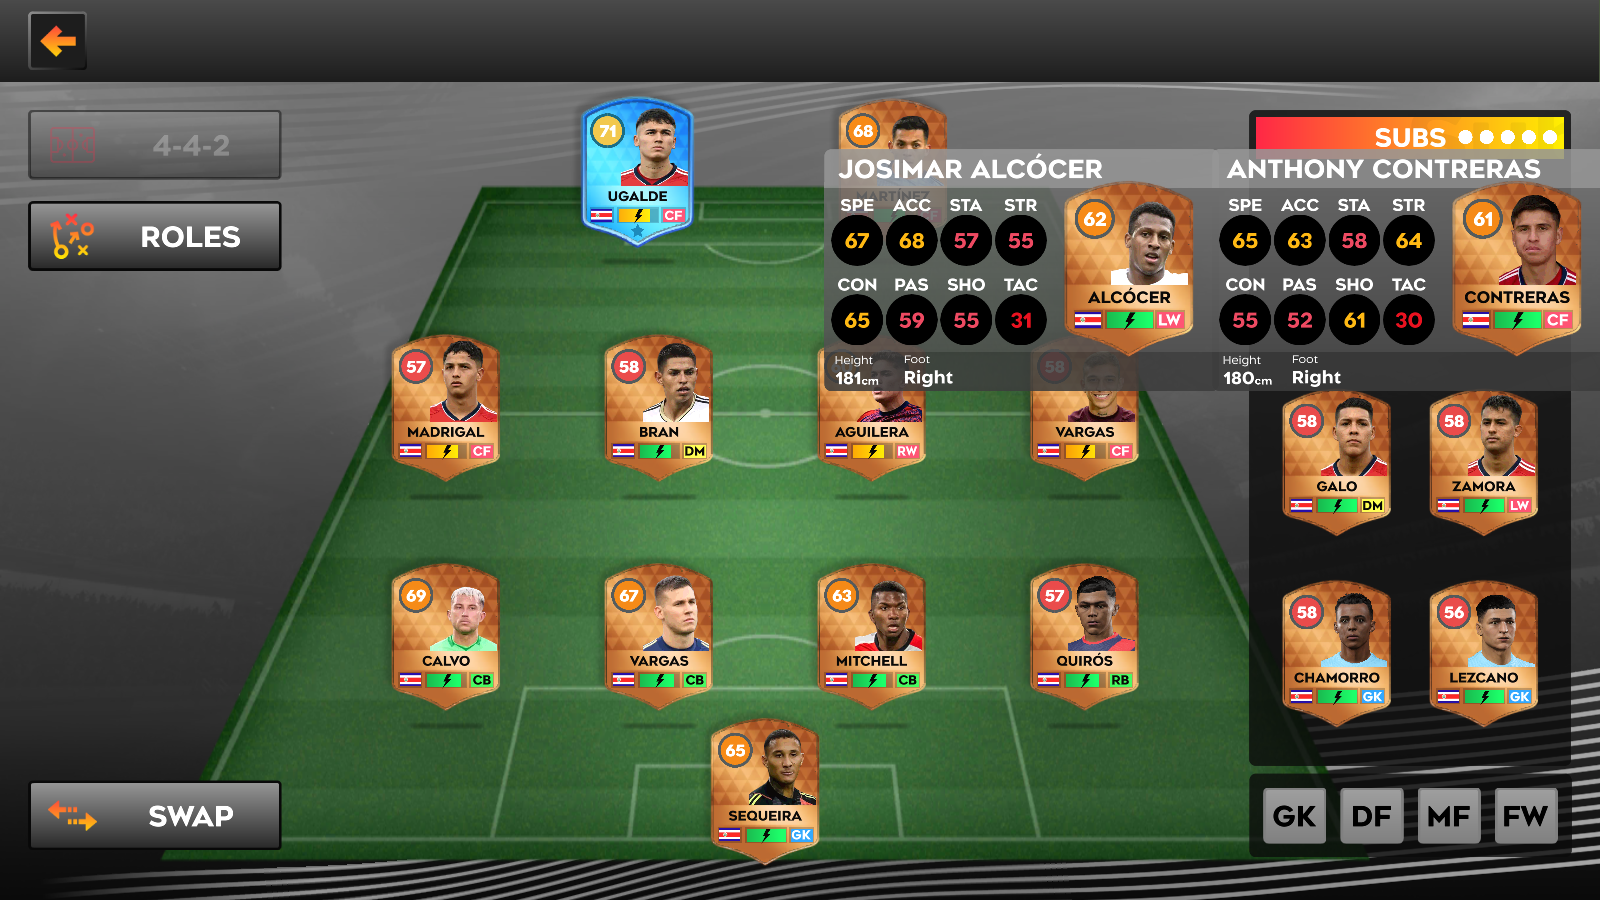 4-4-2
ROLES
SWAP
71
UGALDE
CF
68
MARTÍNEZ
SUBS
JOSIMAR ALCÓCER
SPE ACC STA STR
67 68 57 55
CON PAS SHO TAC
65 59 55 31
Height Foot
181cm Right
62
ALCÓCER
LW
ANTHONY CONTRERAS
SPE ACC STA STR
65 63 58 64
CON PAS SHO TAC
55 52 61 30
Height Foot
180cm Right
61
CONTRERAS
CF
57
MADRIGAL
CF
58
BRAN
DM
AGUILERA
RW
58
VARGAS
CF
58
GALO
DM
58
ZAMORA
LW
69
CALVO
CB
67
VARGAS
CB
63
MITCHELL
CB
57
QUIRÓS
RB
58
CHAMORRO
GK
56
LEZCANO
GK
65
SEQUEIRA
GK
GK DF MF FW